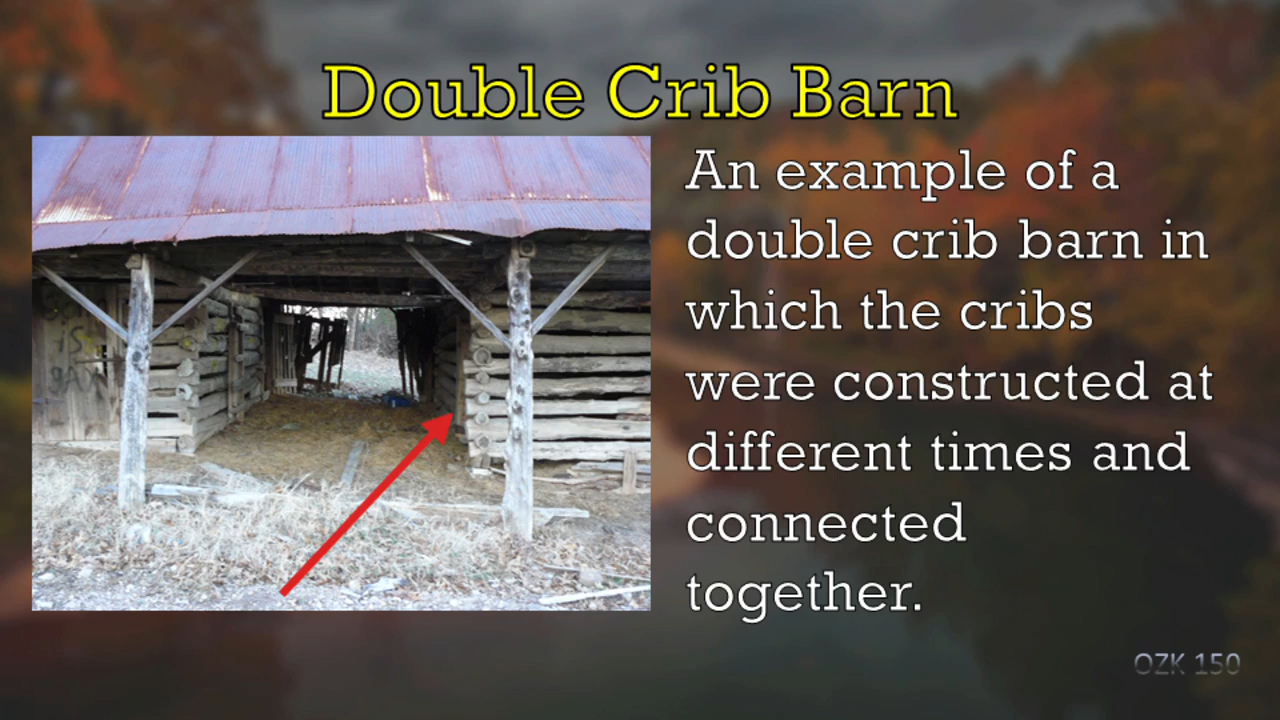 Double Crib Barn
An example of a
double crib barn in
which the cribs
were constructed at
different times and
connected
together.
is
OZK 150